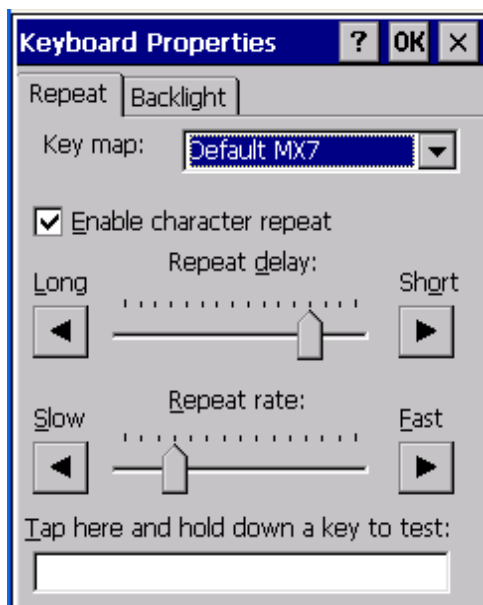 Keyboard Properties ? OK ×
Repeat Backlight
Key map: Default MX7
Enable character repeat
Repeat delay:
Long Short
Repeat rate:
Slow Fast
Tap here and hold down a key to test: